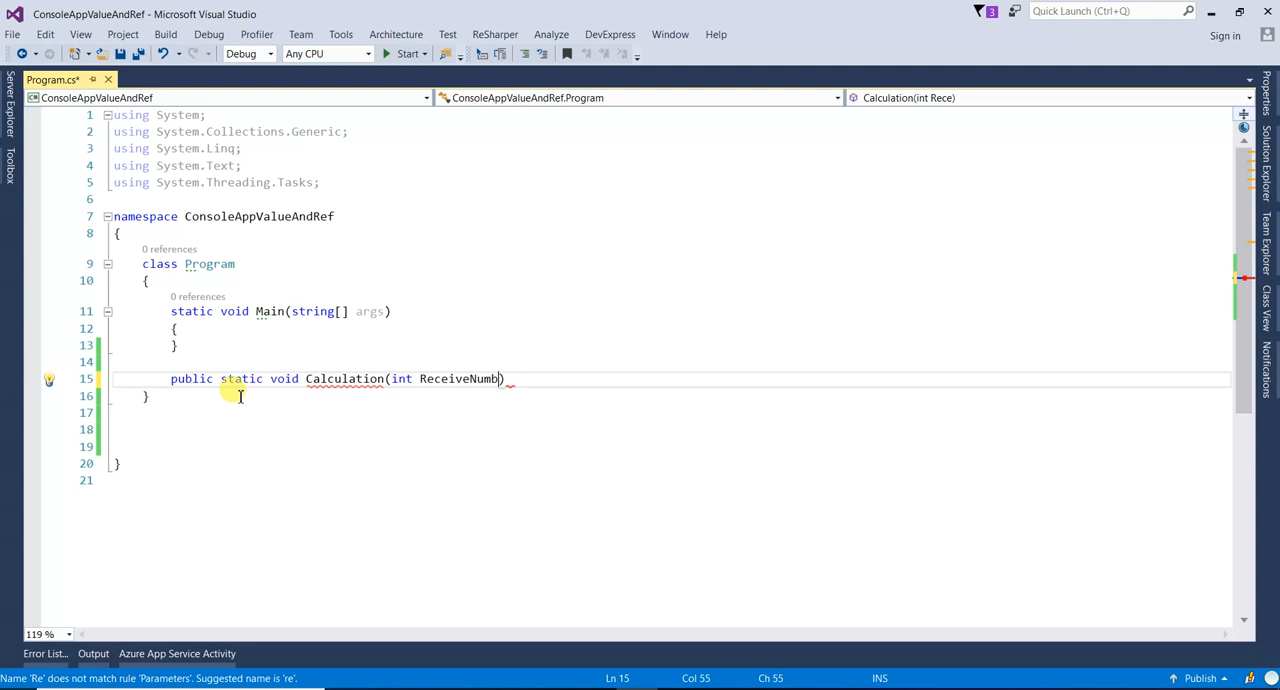 ConsoleAppValueAndRef - Microsoft Visual Studio
3
Quick Launch (Ctrl+Q)
File Edit View Project Build Debug Profiler Team Tools Architecture Test ReSharper Analyze DevExpress Window Help
Sign in
Debug Any CPU Start
Program.cs*
ConsoleAppValueAndRef ConsoleAppValueAndRef.Program Calculation(int Rece)
Server Explorer
Toolbox
1 using System;
2 using System.Collections.Generic;
3 using System.Linq;
4 using System.Text;
5 using System.Threading.Tasks;
6
7 namespace ConsoleAppValueAndRef
8 {
0 references
9 class Program
10 {
0 references
11 static void Main(string[] args)
12 {
13 }
14
15 public static void Calculation(int ReceiveNumb)
16 }
17
18
19
20 }
21
Properties
Solution Explorer
Team Explorer
Class View
Notifications
119 %
Error List... Output Azure App Service Activity
Name 'Re' does not match rule 'Parameters'. Suggested name is 're'. Ln 15 Col 55 Ch 55 INS Publish